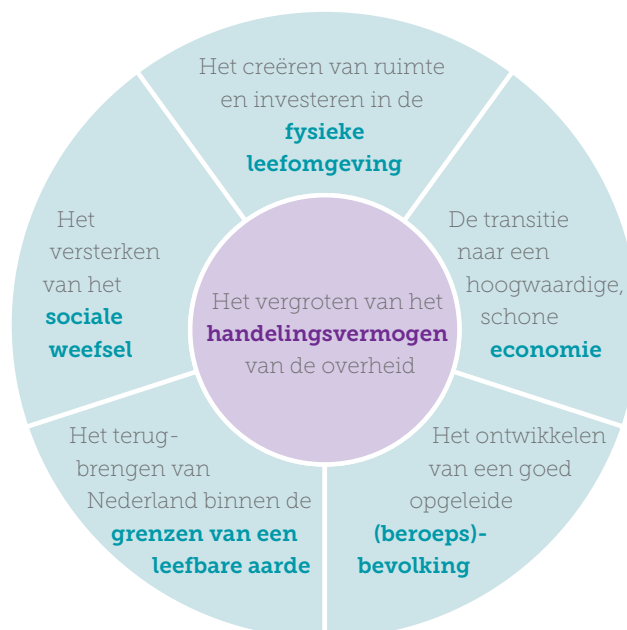 Het creëren van ruimte
en investeren in de
fysieke
leefomgeving
De transitie
naar een
hoogwaardige,
schone
economie
Het ontwikkelen
van een goed
opgeleide
(beroeps)-
bevolking
Het terug-
brengen van
Nederland binnen de
grenzen van een
leefbare aarde
Het
versterken
van het
sociale
weefsel
Het vergroten van het
handelingsvermogen
van de overheid